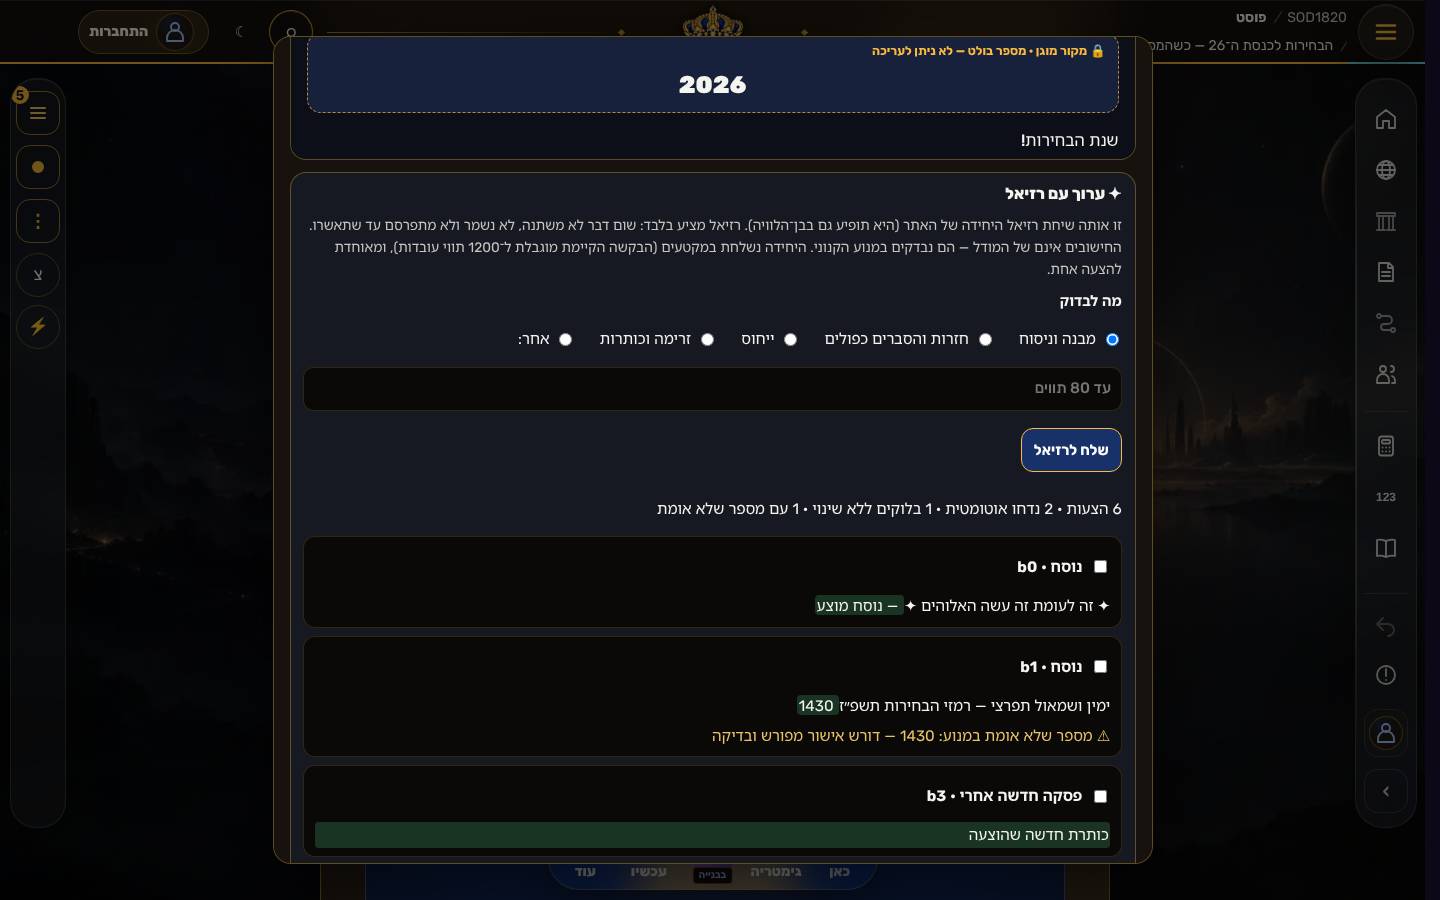 SOD1820 / פוסט
/ הבחירות לכנסת ה־26 – כשהמס
התחברות
5
צ
123
🔒 מקור מוגן • מספר בולט – לא ניתן לעריכה
2026
שנת הבחירות!
✦ ערוך עם רזיאל
זו אותה שיחת רזיאל היחידה של האתר (היא תופיע גם בבן־הלוויה). רזיאל מציע בלבד: שום דבר לא משתנה, לא נשמר ולא מתפרסם עד שתאשרו.
החישובים אינם של המודל – הם נבדקים במנוע הקנוני. היחידה נשלחת במקטעים (הבקשה הקיימת מוגבלת ל־1200 תווי עובדות), ומאוחדת
להצעה אחת.
מה לבדוק
מבנה וניסוח
חזרות והסברים כפולים
ייחוס
זרימה וכותרות
אחר:
עד 80 תווים
שלח לרזיאל
6 הצעות • 2 נדחו אוטומטית • 1 בלוקים ללא שינוי • 1 עם מספר שלא אומת
נוסח • b0
✦ זה לעומת זה עשה האלוהים ✦ – נוסח מוצע
נוסח • b1
ימין ושמאול תפרצי – רמזי הבחירות תשפ״ז 1430
⚠ מספר שלא אומת במנוע: 1430 – דורש אישור מפורש ובדיקה
פסקה חדשה אחרי • b3
כותרת חדשה שהוצעה
כאן
גימטריה
בבנייה
עכשיו
עוד